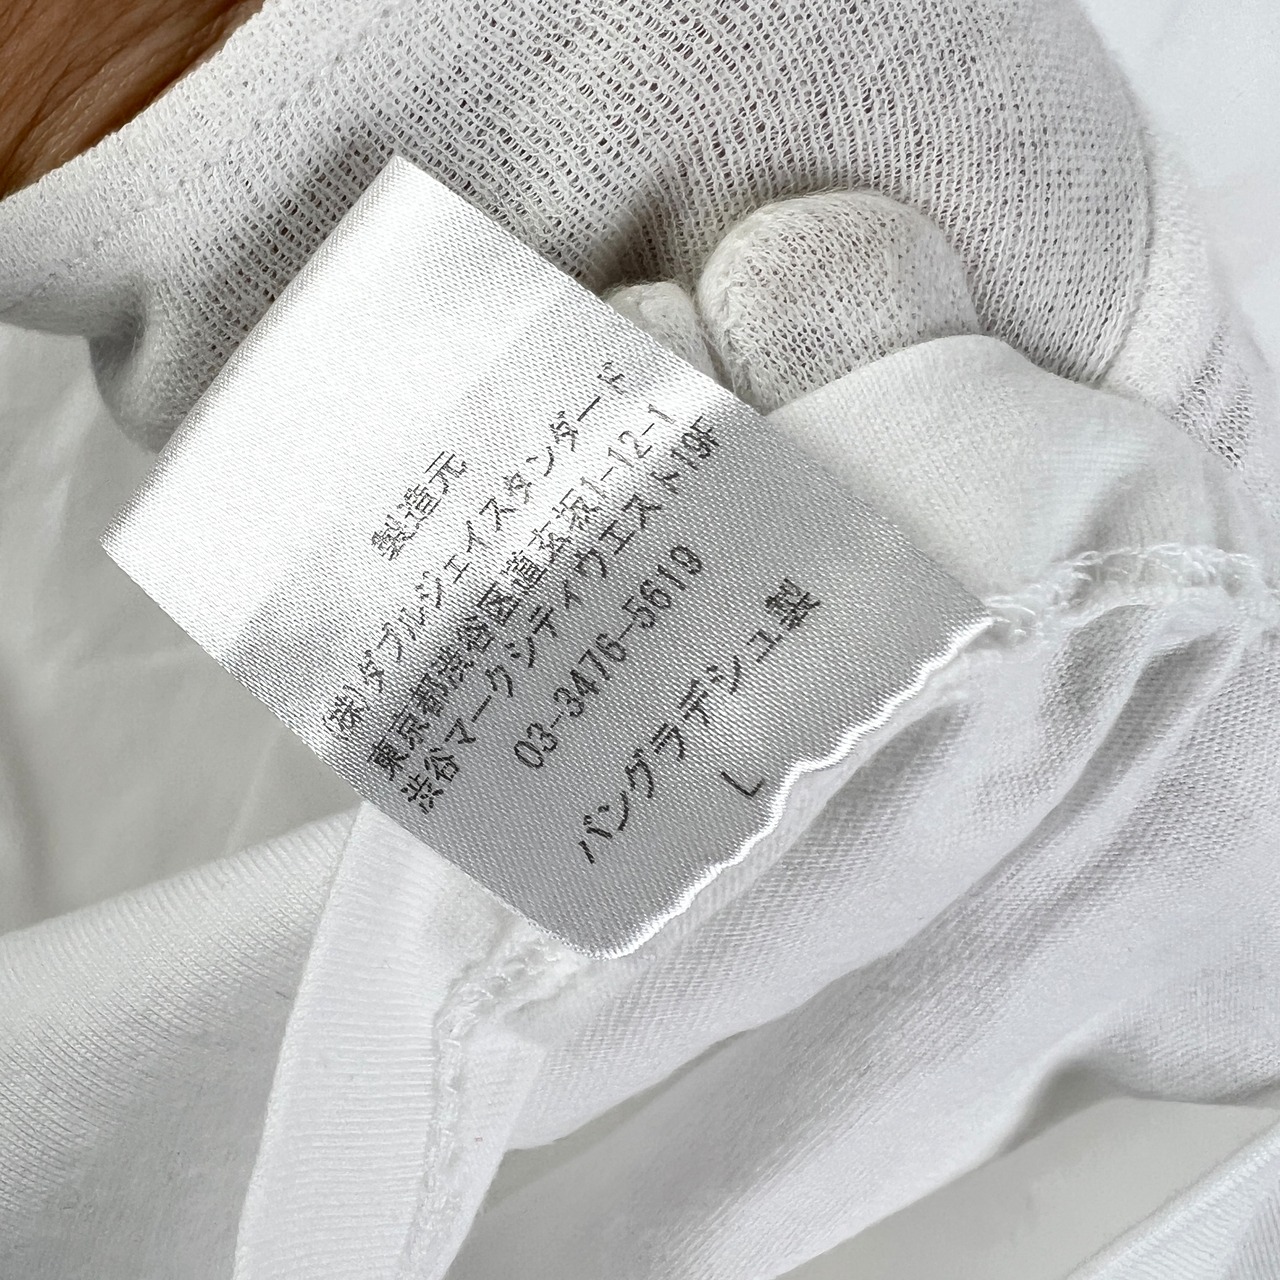 製造元
(株)ダブルジェイスタンダード
東京都渋谷区道玄坂1-12-1
渋谷マークシティウエスト19F
03-3476-5619
バングラデシュ製
L